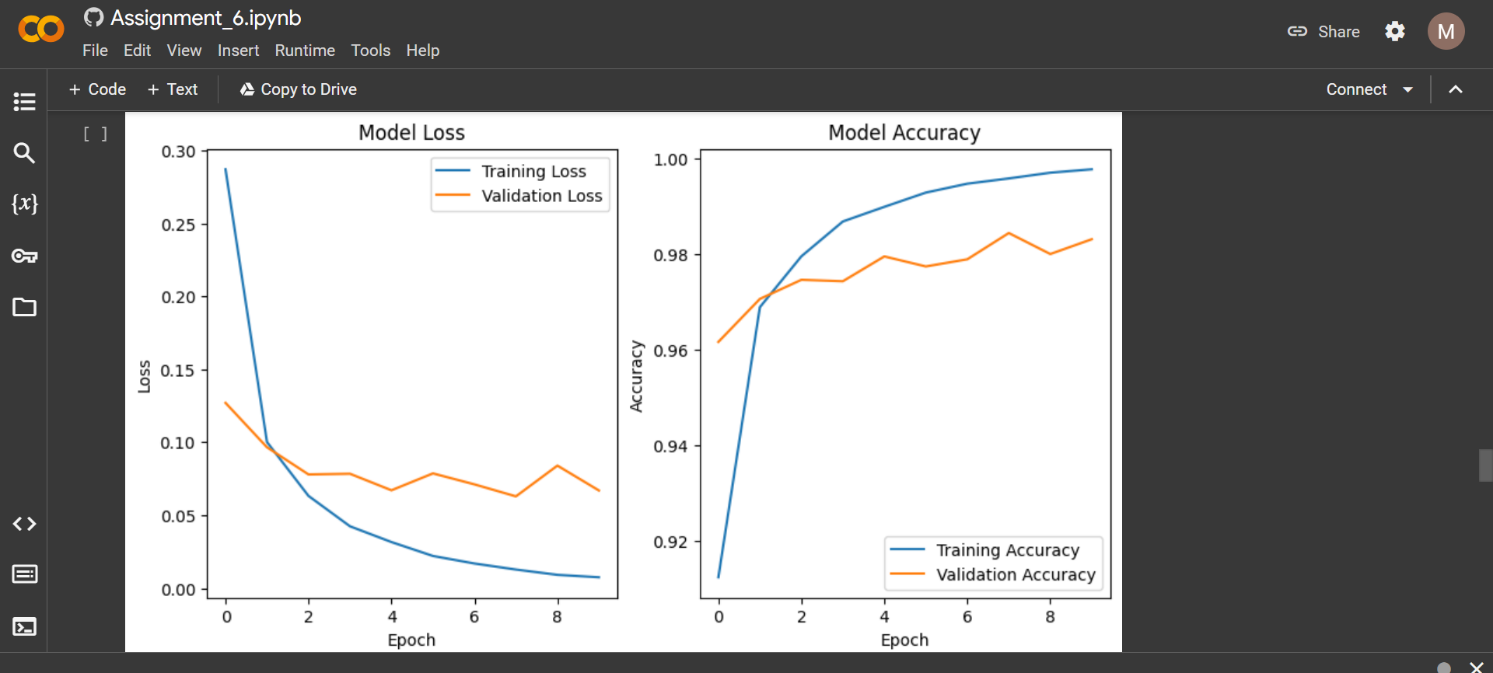 Assignment_6.ipynb
File Edit View Insert Runtime Tools Help
Share
M
+ Code + Text
Copy to Drive
Connect
{x}
[ ]
Model Loss
0.30
0.25
0.20
0.15
0.10
0.05
0.00
Loss
Training Loss
Validation Loss
0 2 4 6 8
Epoch
Model Accuracy
1.00
0.98
0.96
0.94
0.92
Accuracy
Training Accuracy
Validation Accuracy
0 2 4 6 8
Epoch